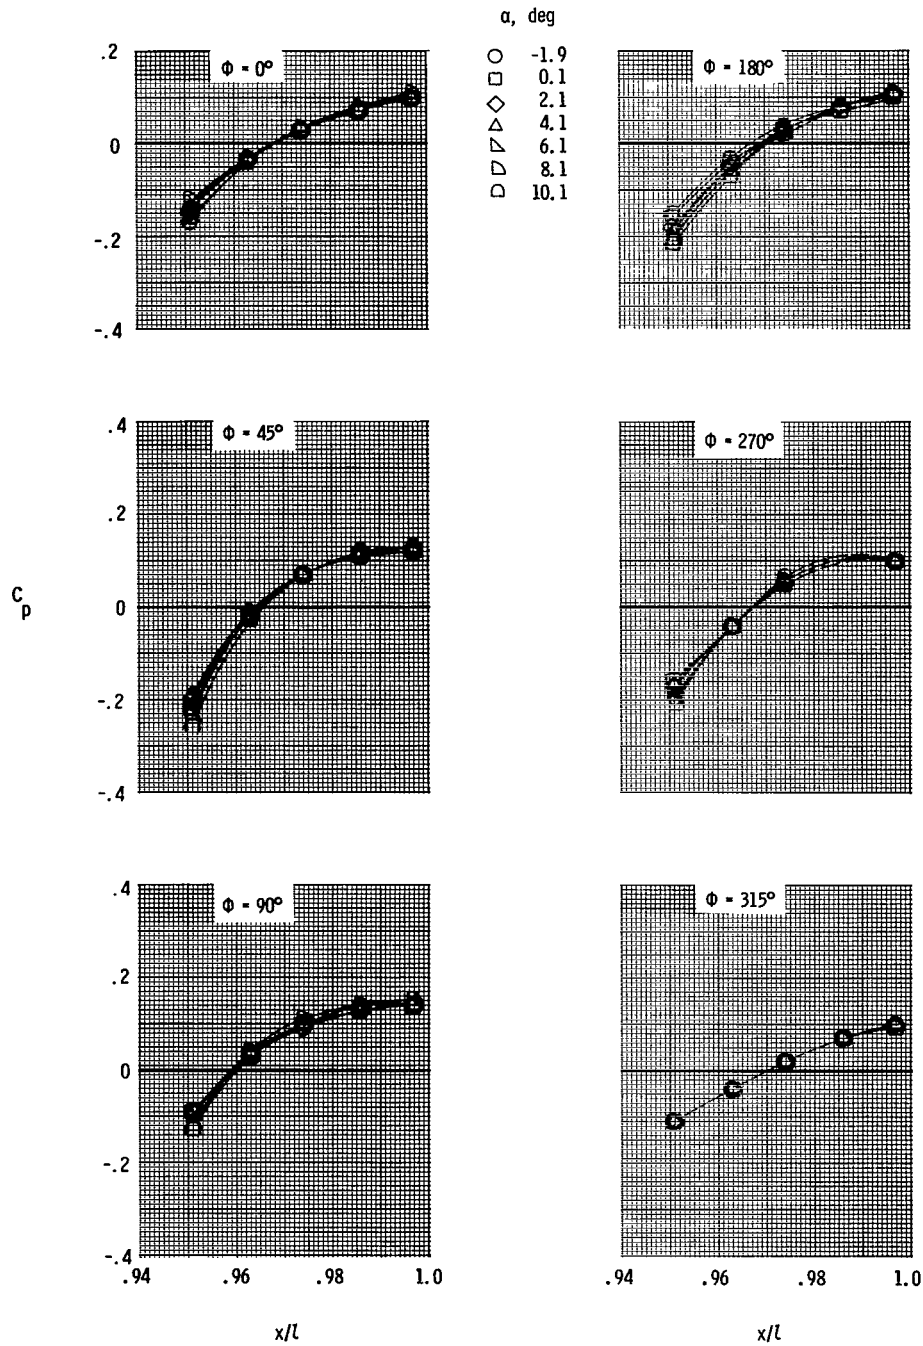 α, deg
-1.9
0.1
2.1
4.1
6.1
8.1
10.1
Φ = 0°
.2
0
-.2
-.4
Φ = 180°
Φ = 45°
.4
.2
0
-.2
-.4
Φ = 270°
Cp
Φ = 90°
.4
.2
0
-.2
-.4
.94
.96
.98
1.0
x/l
Φ = 315°
.94
.96
.98
1.0
x/l